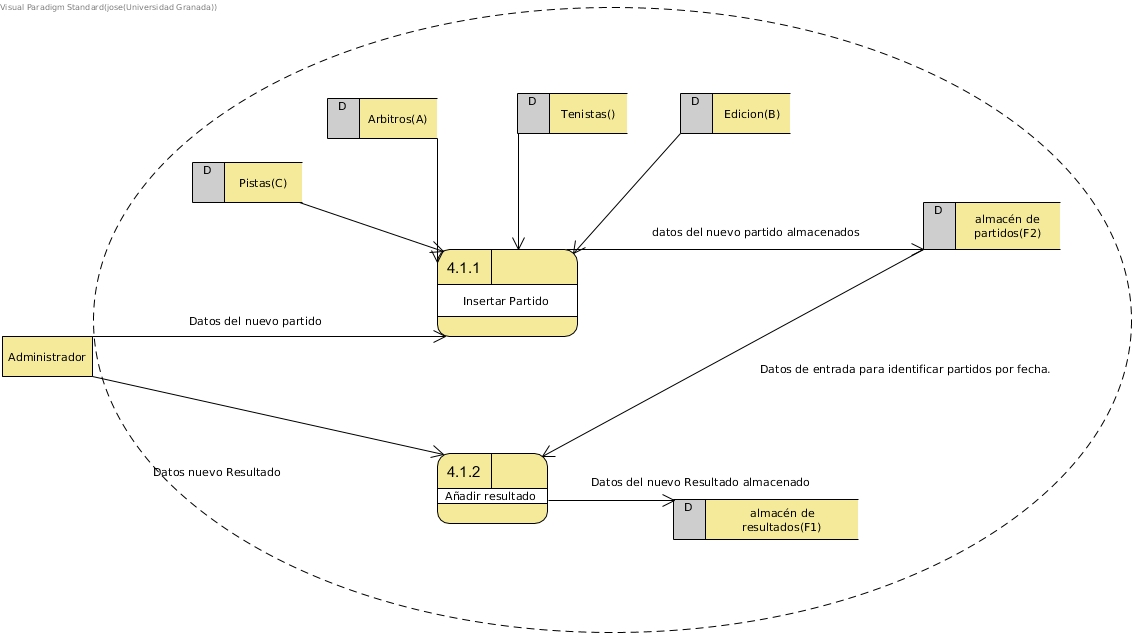 Visual Paradigm Standard(jose(Universidad Granada))
D
Arbitros(A)
D
Tenistas()
D
Edicion(B)
D
Pistas(C)
D
almacén de
partidos(F2)
datos del nuevo partido almacenados
4.1.1
Insertar Partido
Datos del nuevo partido
Administrador
Datos de entrada para identificar partidos por fecha.
Datos nuevo Resultado
4.1.2
Añadir resultado
Datos del nuevo Resultado almacenado
D
almacén de
resultados(F1)